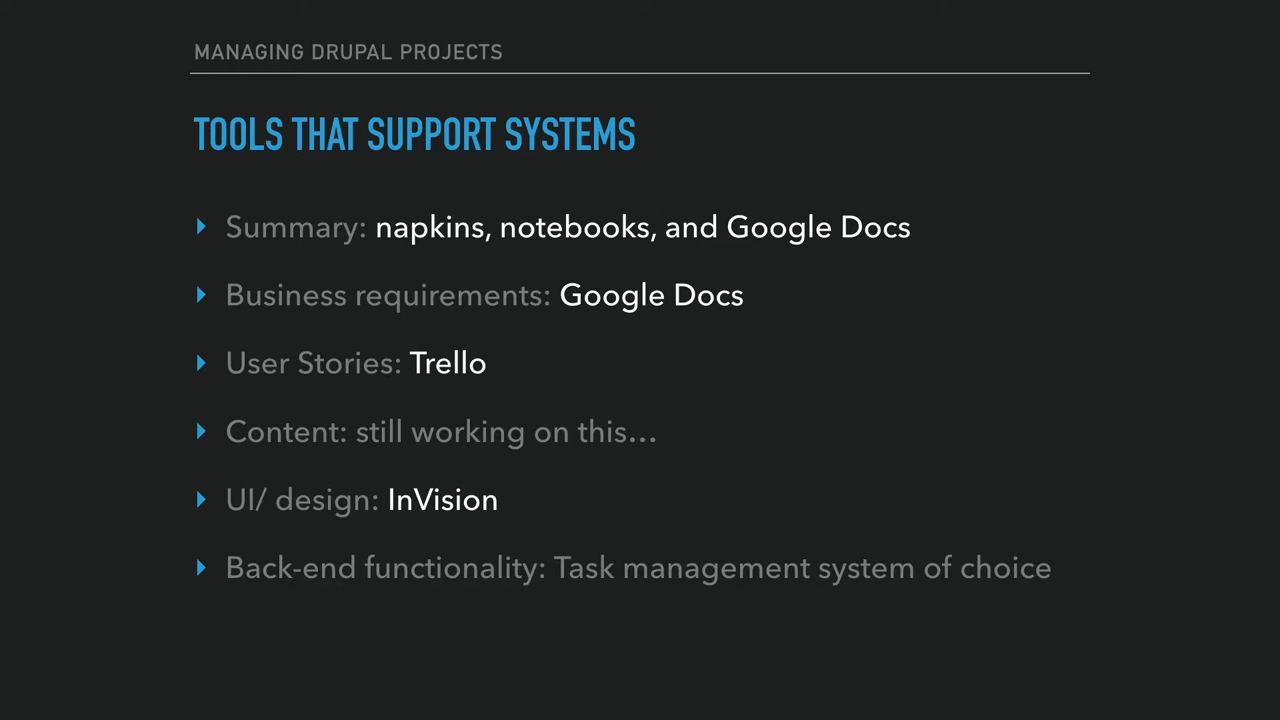 MANAGING DRUPAL PROJECTS
TOOLS THAT SUPPORT SYSTEMS
Summary: napkins, notebooks, and Google Docs
Business requirements: Google Docs
User Stories: Trello
Content: still working on this…
UI/ design: InVision
Back-end functionality: Task management system of choice